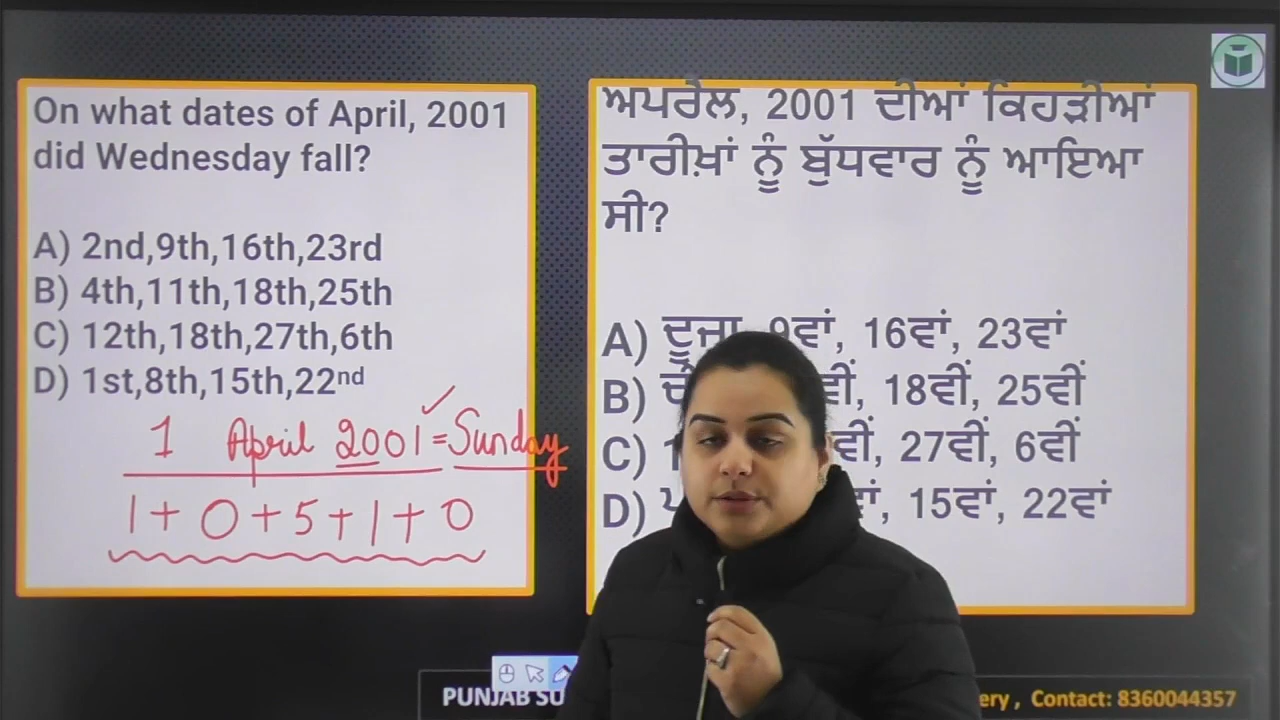 On what dates of April, 2001
did Wednesday fall?
A) 2nd,9th,16th,23rd
B) 4th,11th,18th,25th
C) 12th,18th,27th,6th
D) 1st,8th,15th,22nd
1 April 2001 = Sunday
1 + 0 + 5 + 1 + 0
ਅਪਰੈਲ, 2001 ਦੀਆਂ ਕਿਹੜੀਆਂ
ਤਾਰੀਖ਼ਾਂ ਨੂੰ ਬੁੱਧਵਾਰ ਨੂੰ ਆਇਆ
ਸੀ?
A) ਦੂਜਾ, 9ਵਾਂ, 16ਵਾਂ, 23ਵਾਂ
B) 18ਵੀਂ, 25ਵੀਂ
C) 27ਵੀਂ, 6ਵੀਂ
D) 15ਵਾਂ, 22ਵਾਂ
PUNJAB Contact: 8360044357